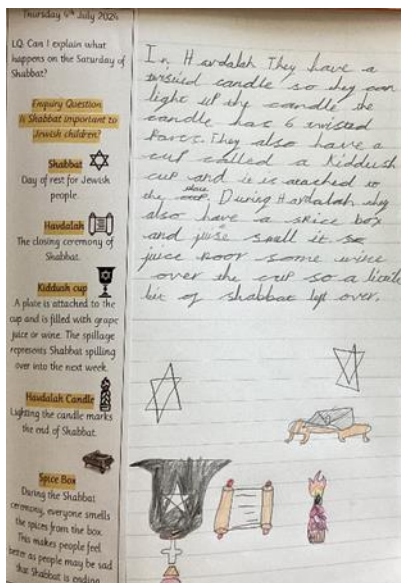 Thursday 4th July 2024
LQ: Can I explain what
happens on the Saturday of
Shabbat?
Enquiry Question
Is Shabbat important to
Jewish children?
Shabbat
Day of rest for Jewish
people.
Havdalah
The closing ceremony of
Shabbat.
Kiddush cup
A plate is attached to the
cup and is filled with grape
juice or wine. The spillage
represents Shabbat spilling
over into the next week.
Havdalah Candle
Lighting the candle marks
the end of Shabbat.
Spice Box
During the Shabbat
ceremony, everyone smells
the spices from the box.
This makes people feel
better as people may be sad
that Shabbat is ending
In Havdalah They have a
twisted candle so they can
light up the candle the
candle has 6 twisted
They also have a
cup called a Kiddush
cup and it is attached to
the place. During Havdalah they
also have a spice box
and smell it so
juice poor some wine
over the cup so a little
bit of shabbat left over.